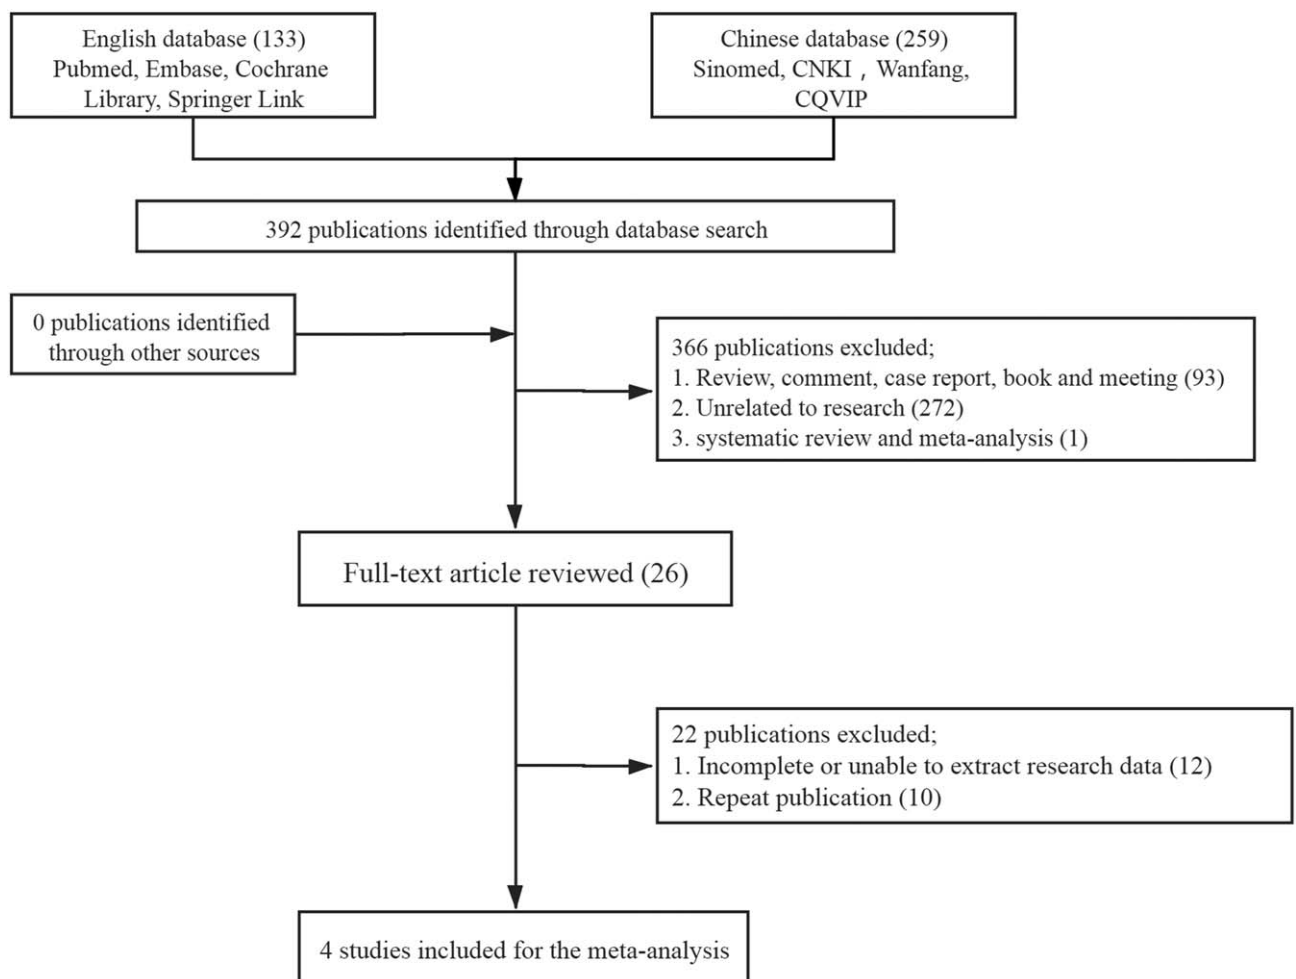 English database (133)
Pubmed, Embase, Cochrane
Library, Springer Link
Chinese database (259)
Sinomed, CNKI , Wanfang,
CQVIP
392 publications identified through database search
0 publications identified
through other sources
366 publications excluded;
1. Review, comment, case report, book and meeting (93)
2. Unrelated to research (272)
3. systematic review and meta-analysis (1)
Full-text article reviewed (26)
22 publications excluded;
1. Incomplete or unable to extract research data (12)
2. Repeat publication (10)
4 studies included for the meta-analysis